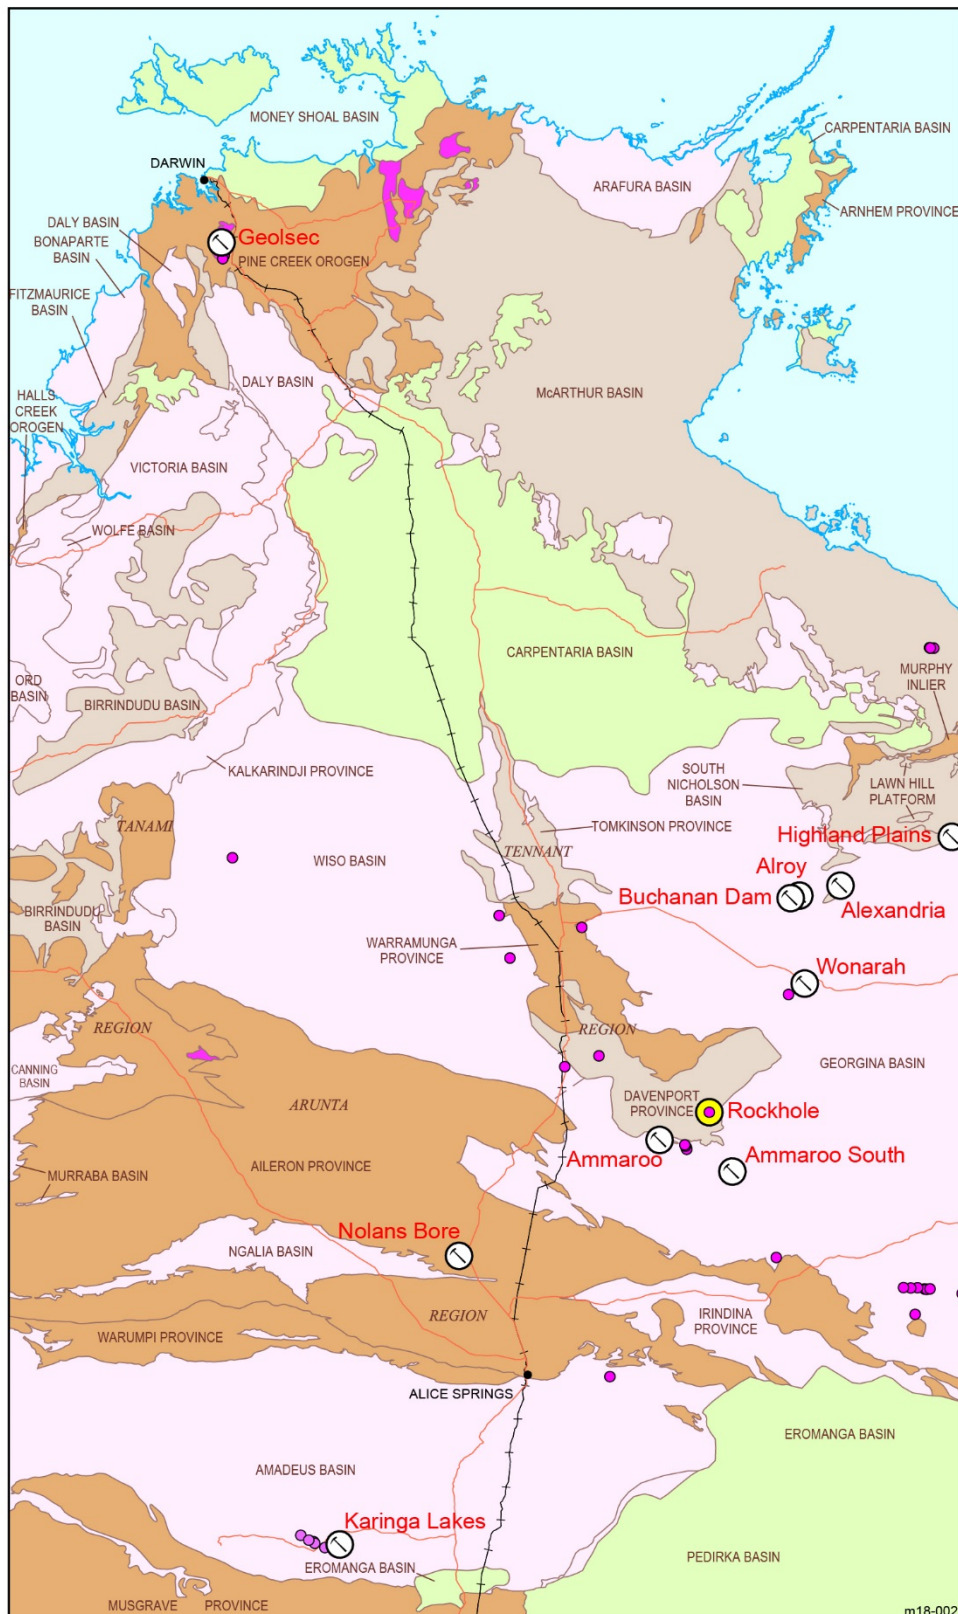 MONEY SHOAL BASIN
CARPENTARIA BASIN
DARWIN
ARAFURA BASIN
ARNHEM PROVINCE
DALY BASIN
BONAPARTE
BASIN
Geolsec
PINE CREEK OROGEN
FITZMAURICE
BASIN
DALY BASIN
HALLS
CREEK
OROGEN
McARTHUR BASIN
VICTORIA BASIN
WOLFE BASIN
CARPENTARIA BASIN
ORD
BASIN
MURPHY
INLIER
BIRRINDUDU BASIN
KALKARINDJI PROVINCE
SOUTH
NICHOLSON
BASIN
LAWN HILL
PLATFORM
TANAMI
TOMKINSON PROVINCE
Highland Plains
WISO BASIN
TENNANT
Alroy
Buchanan Dam
Alexandria
BIRRINDUDU
BASIN
WARRAMUNGA
PROVINCE
Wonarah
REGION
REGION
CANNING
BASIN
GEORGINA BASIN
ARUNTA
DAVENPORT
PROVINCE
Rockhole
AILERON PROVINCE
Ammaroo
Ammaroo South
MURRABA BASIN
Nolans Bore
NGALIA BASIN
REGION
IRINDINA
PROVINCE
WARUMPI PROVINCE
ALICE SPRINGS
EROMANGA BASIN
AMADEUS BASIN
Karinga Lakes
EROMANGA BASIN
PEDIRKA BASIN
MUSGRAVE PROVINCE
m18-002